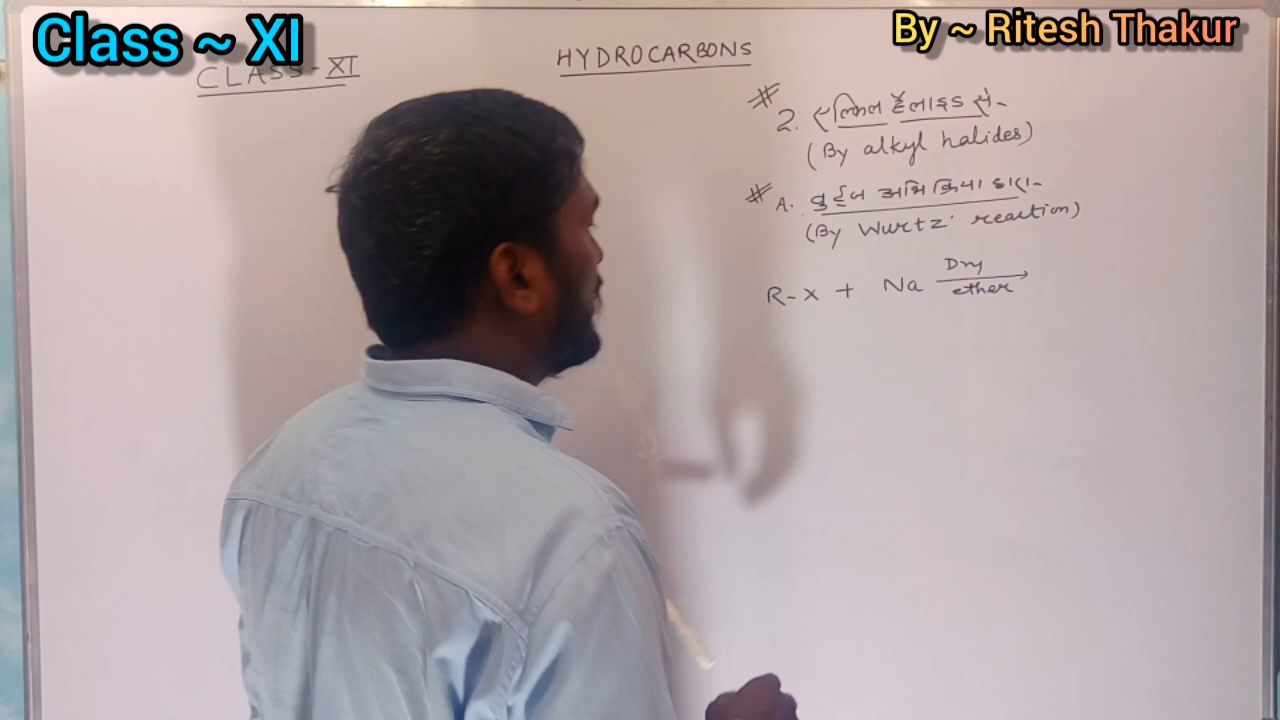 Class ~ XI
By ~ Ritesh Thakur
CLASS-XI
HYDROCARBONS
# 2. एल्किल हैलाइड से-
(By alkyl halides)
# A. वुर्ट्ज अभिक्रिया द्वारा-
(By Wurtz' reaction)
R-X + Na Dry ether →